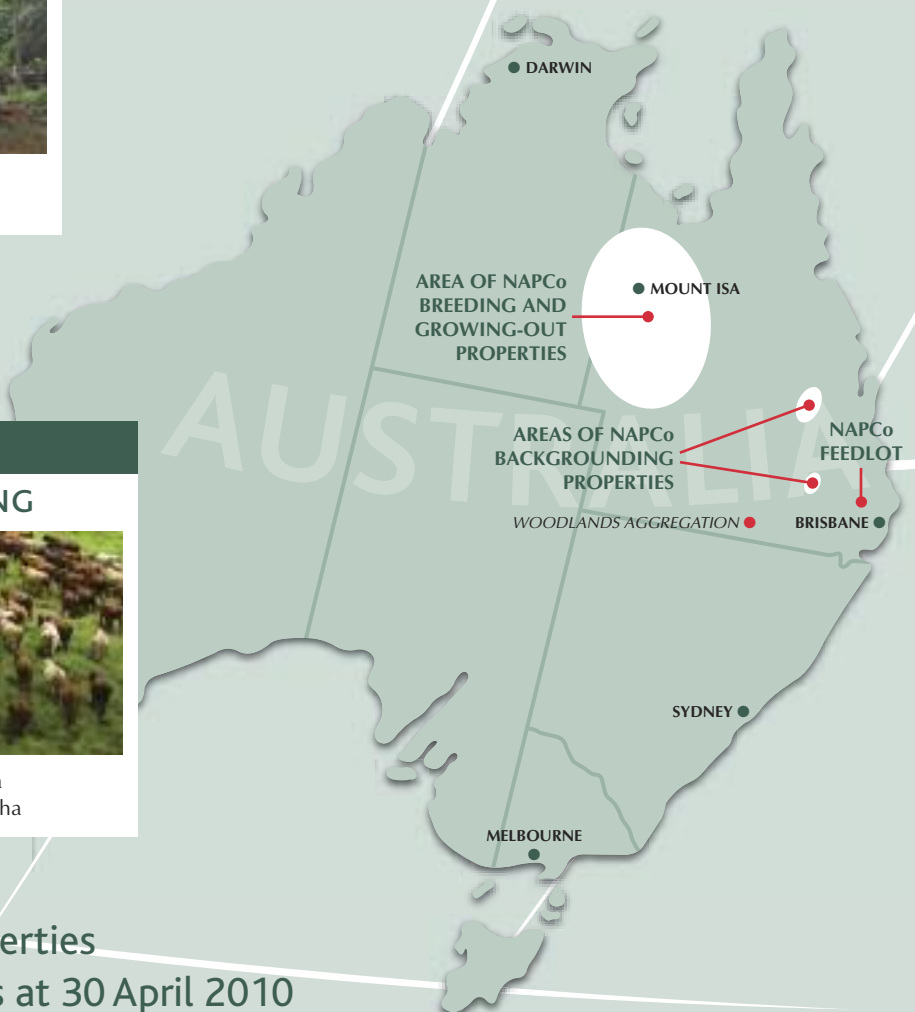 DARWIN
AREA OF NAPCo
BREEDING AND
GROWING-OUT
PROPERTIES
MOUNT ISA
AUSTRALIA
AREAS OF NAPCo
BACKGROUNDING
PROPERTIES
NAPCo
FEEDLOT
WOODLANDS AGGREGATION
BRISBANE
SYDNEY
MELBOURNE
NG
ha
erties
s at 30 April 2010